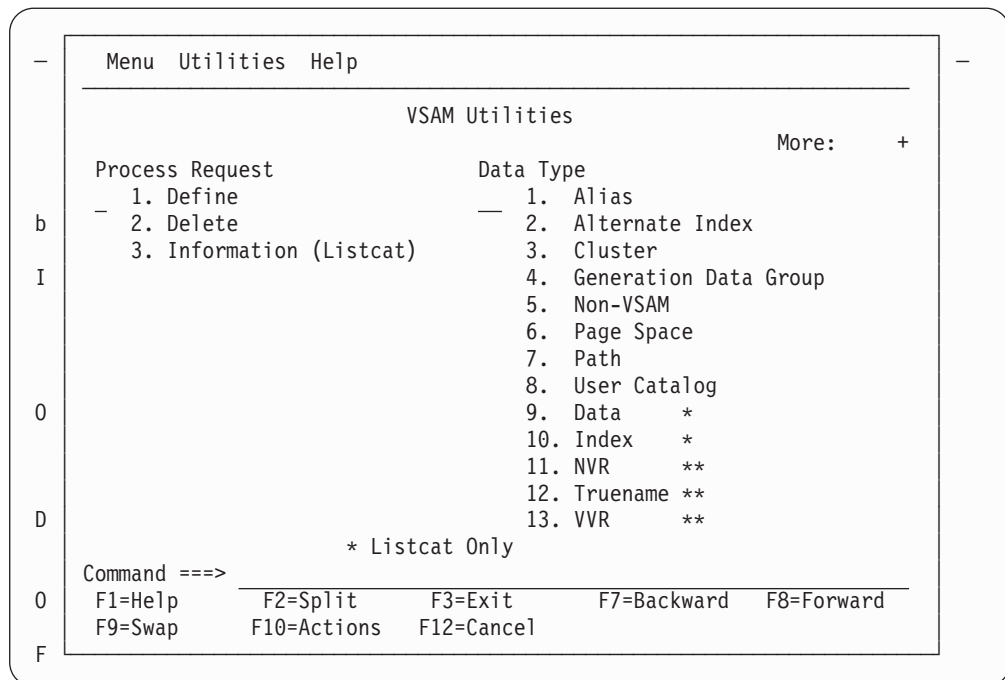 Menu Utilities Help
VSAM Utilities
More: +
Process Request Data Type
1. Define 1. Alias
b 2. Delete 2. Alternate Index
3. Information (Listcat) 3. Cluster
I 4. Generation Data Group
5. Non-VSAM
6. Page Space
7. Path
8. User Catalog
O 9. Data *
10. Index *
11. NVR **
12. Truename **
D 13. VVR **
* Listcat Only
Command ===>
O F1=Help F2=Split F3=Exit F7=Backward F8=Forward
F9=Swap F10=Actions F12=Cancel
F